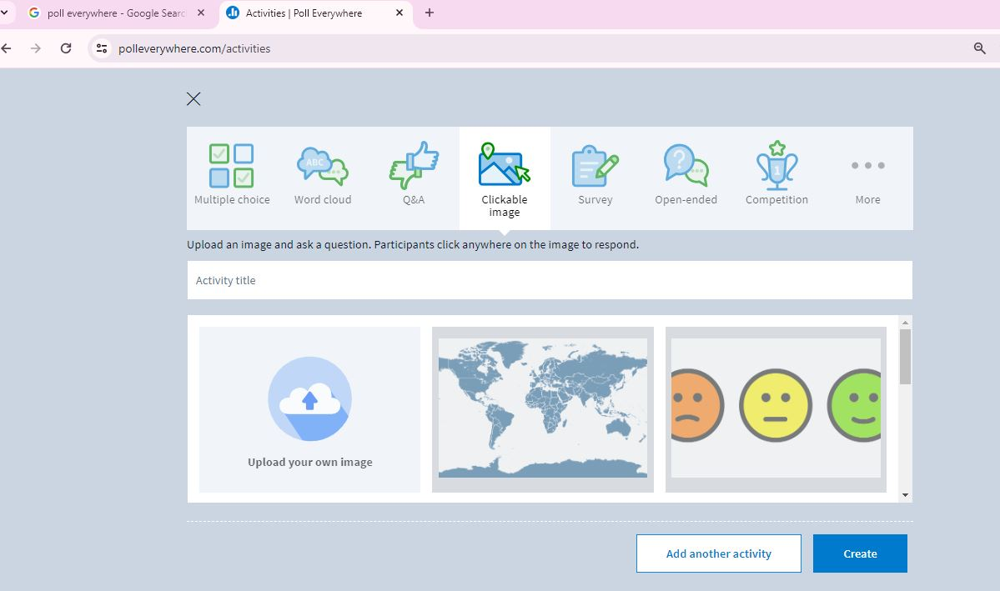 poll everywhere - Google Searc
Activities | Poll Everywhere
polleverywhere.com/activities
Multiple choice
ABC
Word cloud
Q&A
Clickable
image
Survey
?
Open-ended
1
Competition
More
Upload an image and ask a question. Participants click anywhere on the image to respond.
Activity title
Upload your own image
Add another activity
Create